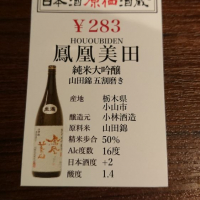 日本酒原価酒蔵
￥283
HOUOUBIDEN
鳳凰美田
純米大吟醸
山田錦 五割磨き
産地 栃木県
小山市
醸造元 小林酒造
原料米 山田錦
精米歩合 50%
Alc度数 16度
日本酒度 +2
酸度 1.4